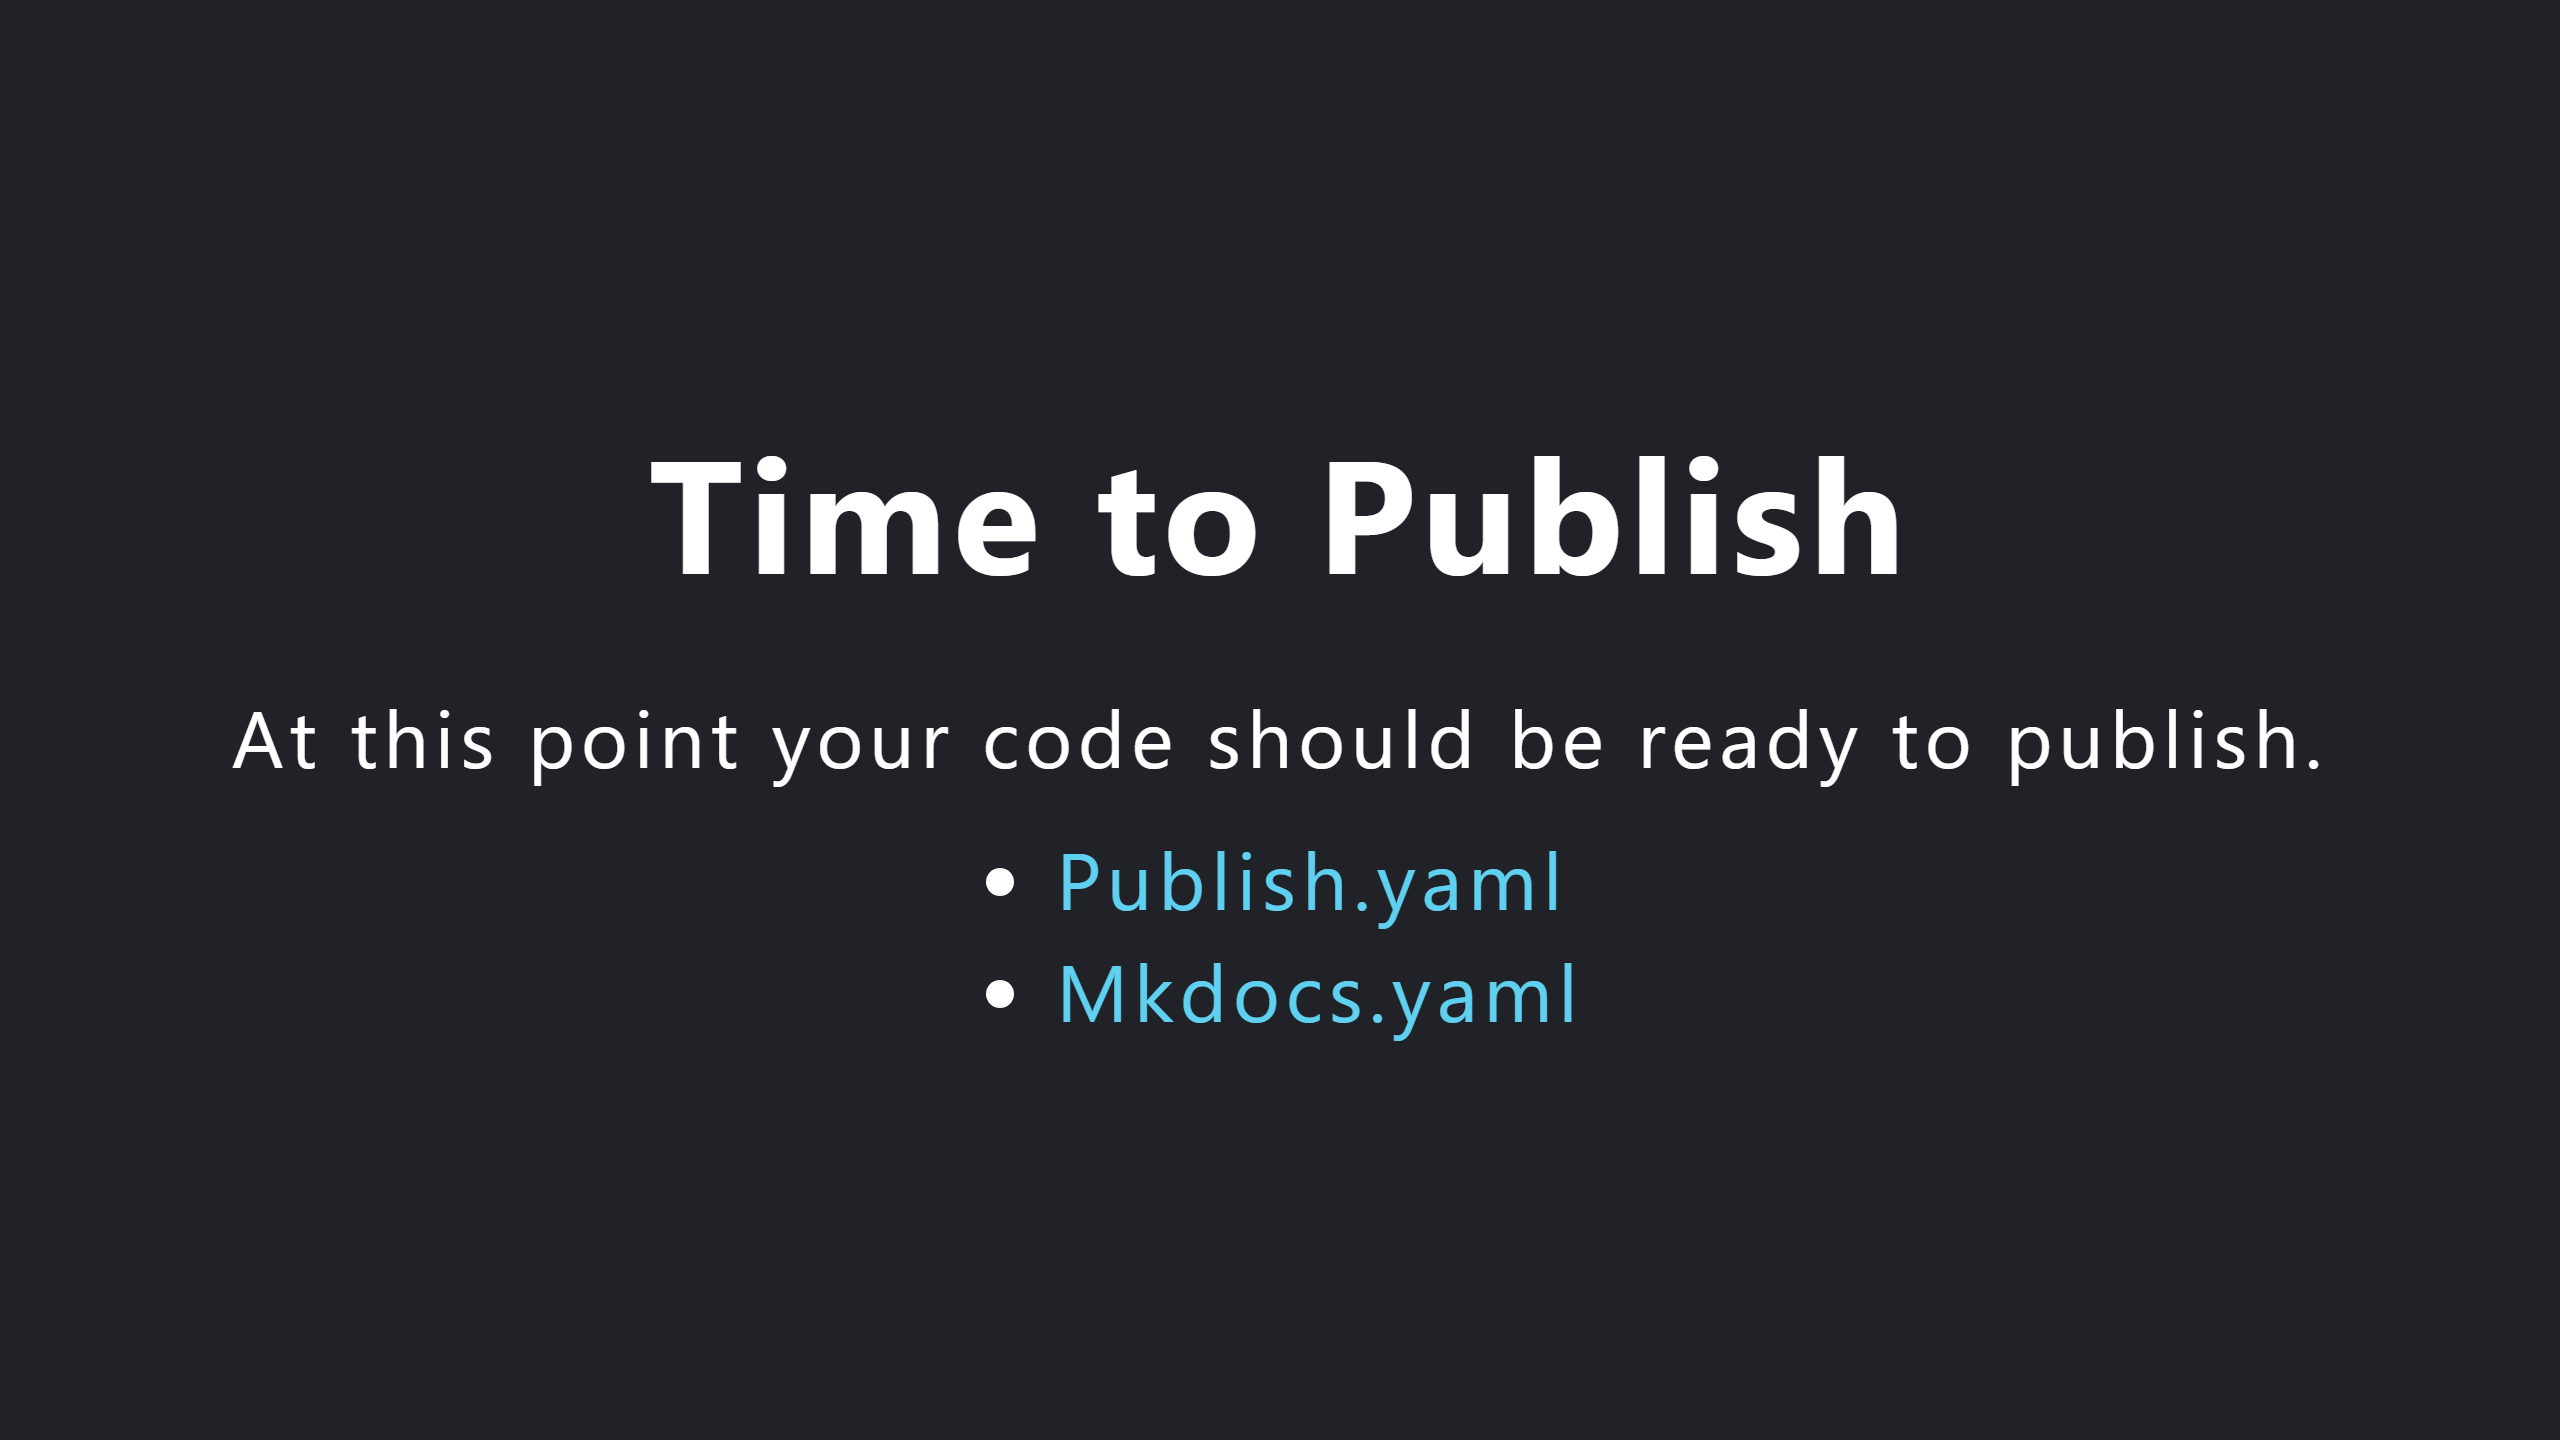 Time to Publish
At this point your code should be ready to publish.
• Publish.yaml
• Mkdocs.yaml